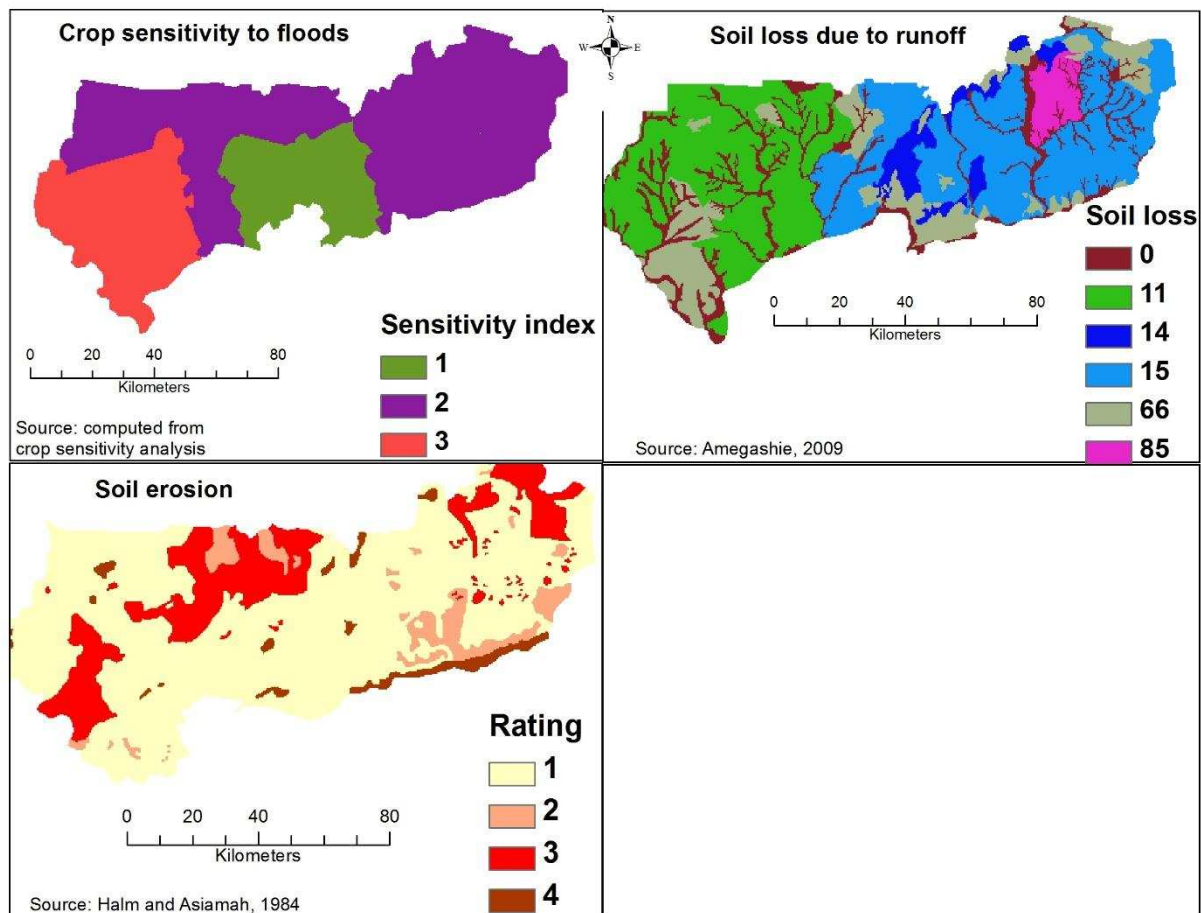 Crop sensitivity to floods
Sensitivity index
1
2
3
0 20 40 60 80
Kilometers
Source: computed from
crop sensitivity analysis
N
W E
S
Soil loss due to runoff
Soil loss
0
11
14
15
66
85
0 20 40 60 80
Kilometers
Source: Amegashie, 2009
Soil erosion
Rating
1
2
3
4
0 20 40 80
Kilometers
Source: Halm and Asiamah, 1984